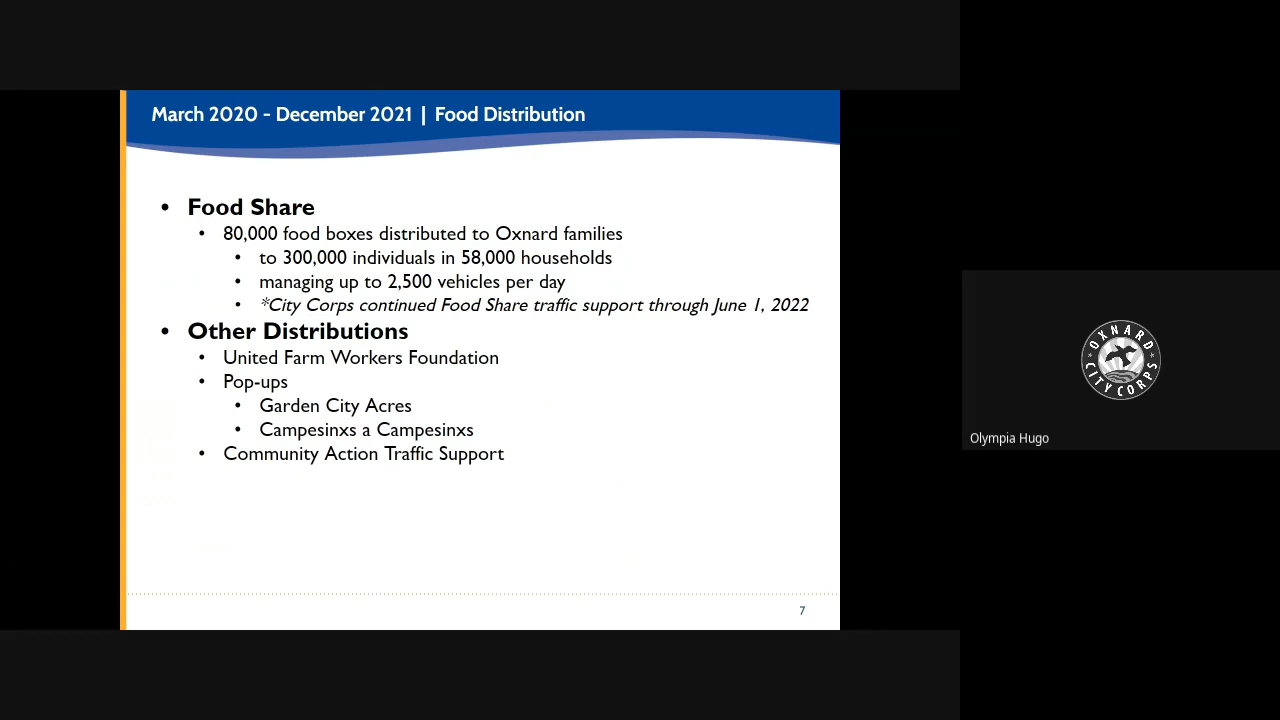 March 2020 - December 2021 | Food Distribution
• Food Share
• 80,000 food boxes distributed to Oxnard families
• to 300,000 individuals in 58,000 households
• managing up to 2,500 vehicles per day
• *City Corps continued Food Share traffic support through June 1, 2022
• Other Distributions
• United Farm Workers Foundation
• Pop-ups
• Garden City Acres
• Campesinxs a Campesinxs
• Community Action Traffic Support
7
OXNARD
CITY CORPS
Olympia Hugo